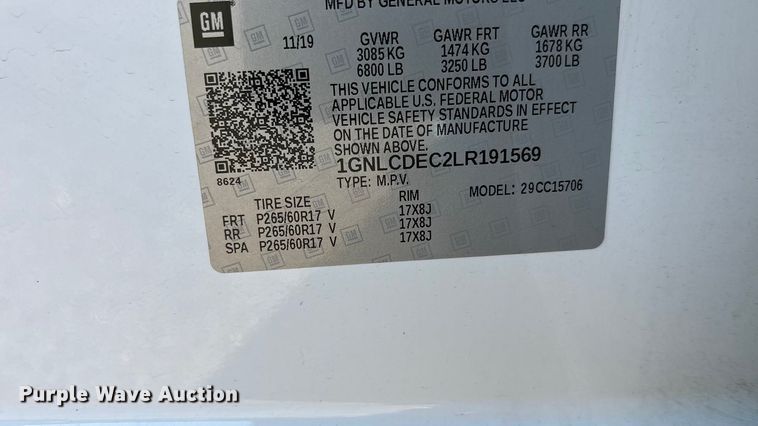 MFD BY GENERAL MOTORS LLC
GM
11/19 GVWR GAWR FRT GAWR RR
3085 KG 1474 KG 1678 KG
6800 LB 3250 LB 3700 LB
THIS VEHICLE CONFORMS TO ALL
APPLICABLE U.S. FEDERAL MOTOR
VEHICLE SAFETY STANDARDS IN EFFECT
ON THE DATE OF MANUFACTURE
SHOWN ABOVE.
1GNLCDEC2LR191569
8624
TYPE: M.P.V. MODEL: 29CC15706
TIRE SIZE RIM
FRT P265/60R17 V 17X8J
RR P265/60R17 V 17X8J
SPA P265/60R17 V 17X8J
Purple Wave Auction